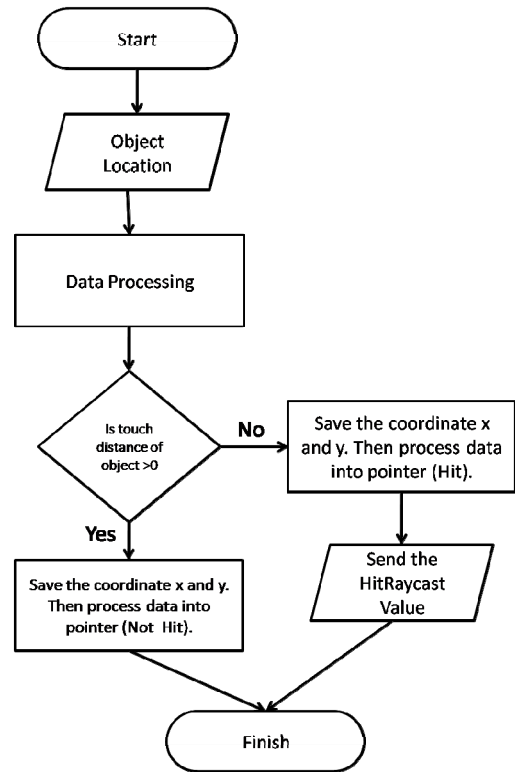 Start
Object
Location
Data Processing
Is touch
distance of
object >0
No
Save the coordinate x
and y. Then process data
into pointer (Hit).
Yes
Save the coordinate x and y.
Then process data into
pointer (Not Hit).
Send the
HitRaycast
Value
Finish